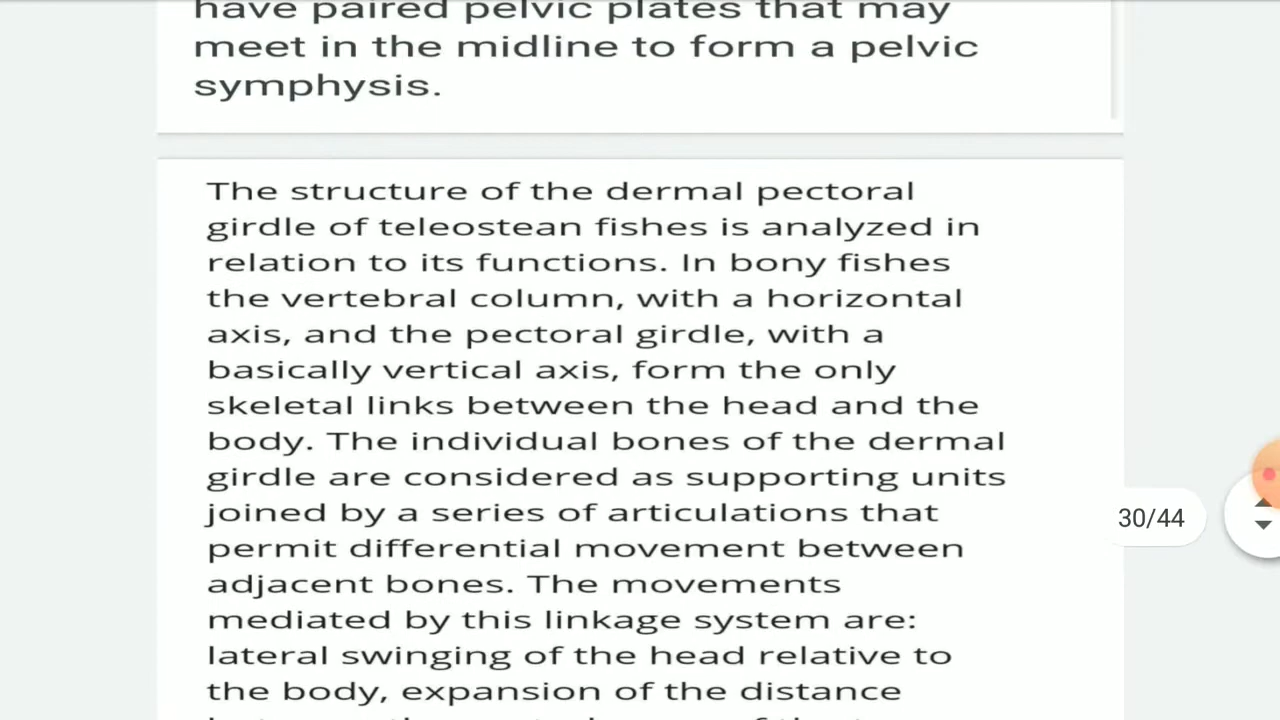 have paired pelvic plates that may
meet in the midline to form a pelvic
symphysis.
The structure of the dermal pectoral
girdle of teleostean fishes is analyzed in
relation to its functions. In bony fishes
the vertebral column, with a horizontal
axis, and the pectoral girdle, with a
basically vertical axis, form the only
skeletal links between the head and the
body. The individual bones of the dermal
girdle are considered as supporting units
joined by a series of articulations that
permit differential movement between
adjacent bones. The movements
mediated by this linkage system are:
lateral swinging of the head relative to
the body, expansion of the distance
30/44